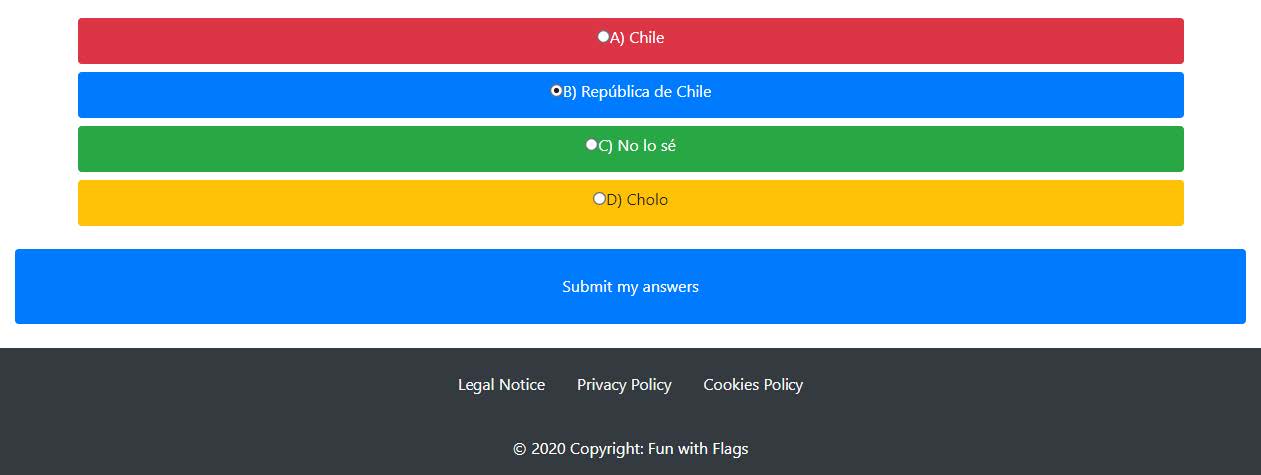 A) Chile
B) República de Chile
C) No lo sé
D) Cholo
Submit my answers
Legal Notice Privacy Policy Cookies Policy
© 2020 Copyright: Fun with Flags